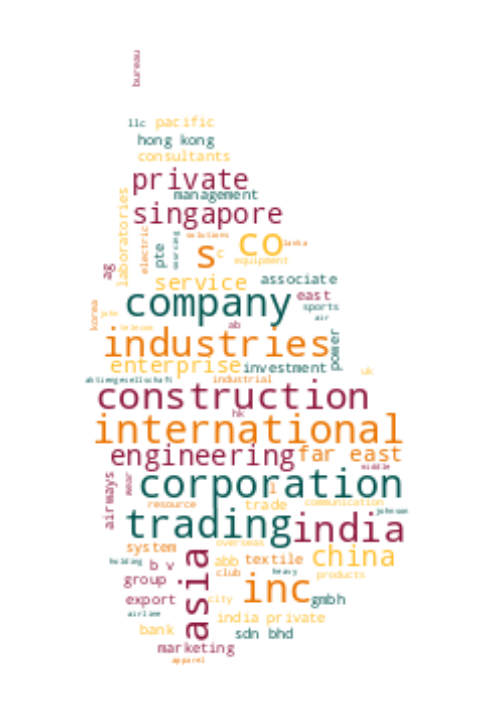 bureau
llc pacific
hong kong
consultants
private
management
laboratories
singapore
electric
pte
sourcing
solutions
s
c
co
lanka
equipment
ag
service
associate
korea
john
company
east
sports
air
telecom
ab
industries
power
enterprise
investment
uk
aktiengesellschaft
industrial
construction
hk
international
engineering
far east
middle
airways
wear
corporation
l
resource
trade
communication
johnson
trading
india
system
overseas
asia
china
holding
b v
abb
textile
club
heavy
products
group
inc
export
city
gmbh
airline
india private
bank
sdn bhd
marketing
apparel